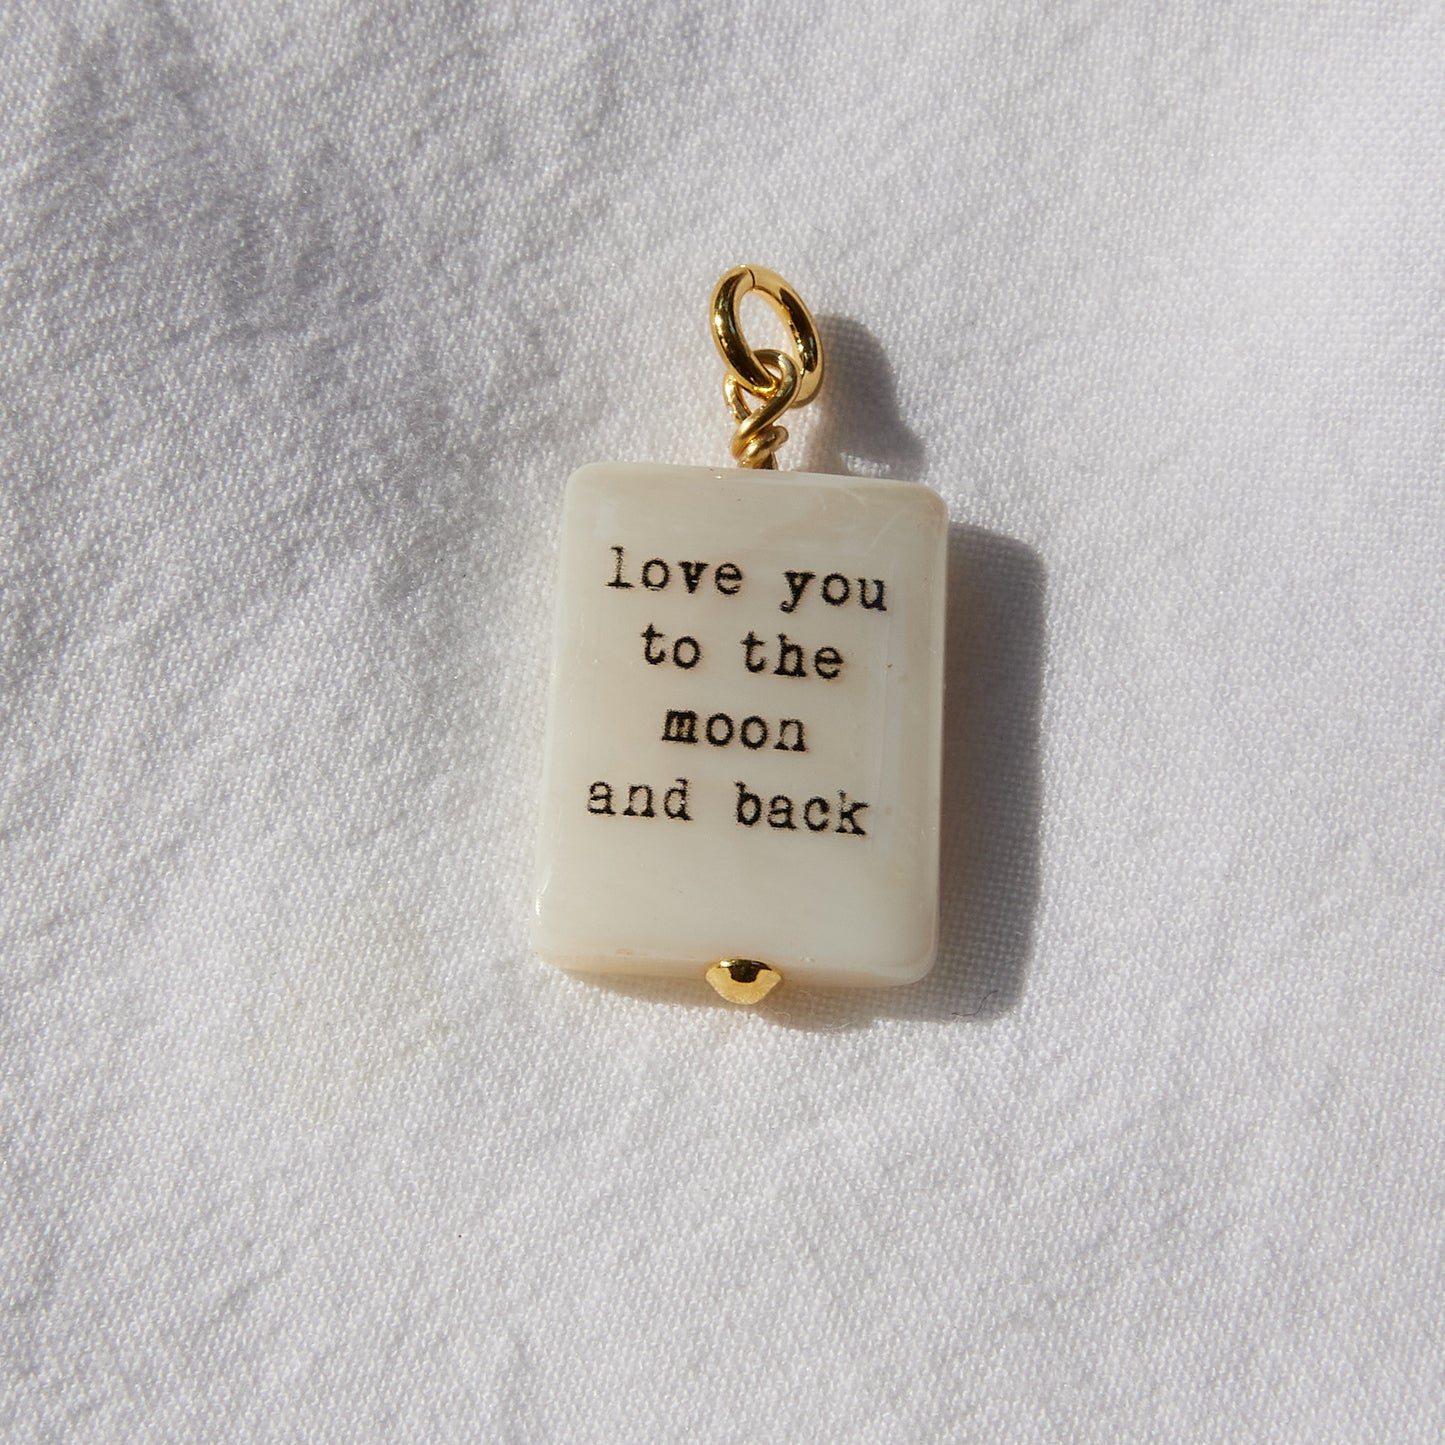 love you
to the
moon
and back